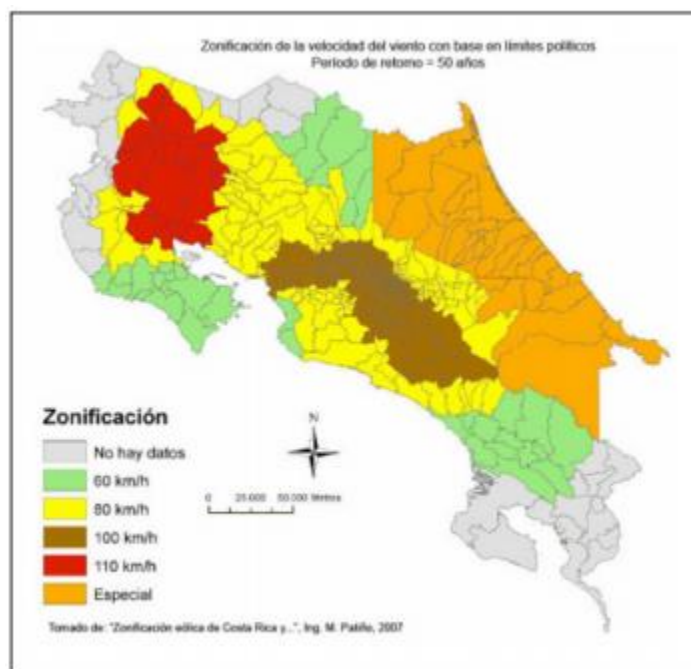 Zonificación de la velocidad del viento con base en límites políticos
Período de retorno = 50 años
Zonificación
No hay datos
60 km/h
80 km/h
100 km/h
110 km/h
Especial
N
0 25.000 50.000 Metros
Tomado de: "Zonificación eólica de Costa Rica y...", Ing. M. Patiño, 2007